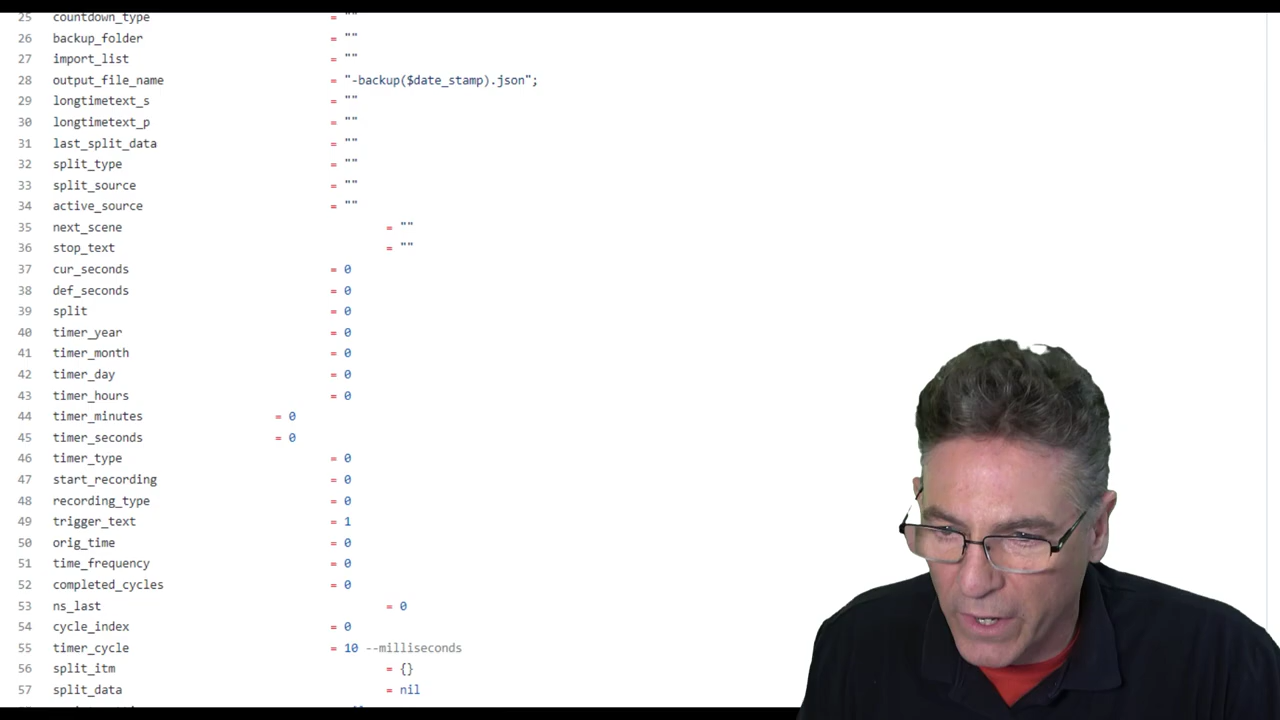 25 countdown_type = ""
26 backup_folder = ""
27 import_list = ""
28 output_file_name = "-backup($date_stamp).json";
29 longtimetext_s = ""
30 longtimetext_p = ""
31 last_split_data = ""
32 split_type = ""
33 split_source = ""
34 active_source = ""
35 next_scene = ""
36 stop_text = ""
37 cur_seconds = 0
38 def_seconds = 0
39 split = 0
40 timer_year = 0
41 timer_month = 0
42 timer_day = 0
43 timer_hours = 0
44 timer_minutes = 0
45 timer_seconds = 0
46 timer_type = 0
47 start_recording = 0
48 recording_type = 0
49 trigger_text = 1
50 orig_time = 0
51 time_frequency = 0
52 completed_cycles = 0
53 ns_last = 0
54 cycle_index = 0
55 timer_cycle = 10 --milliseconds
56 split_itm = {}
57 split_data = nil